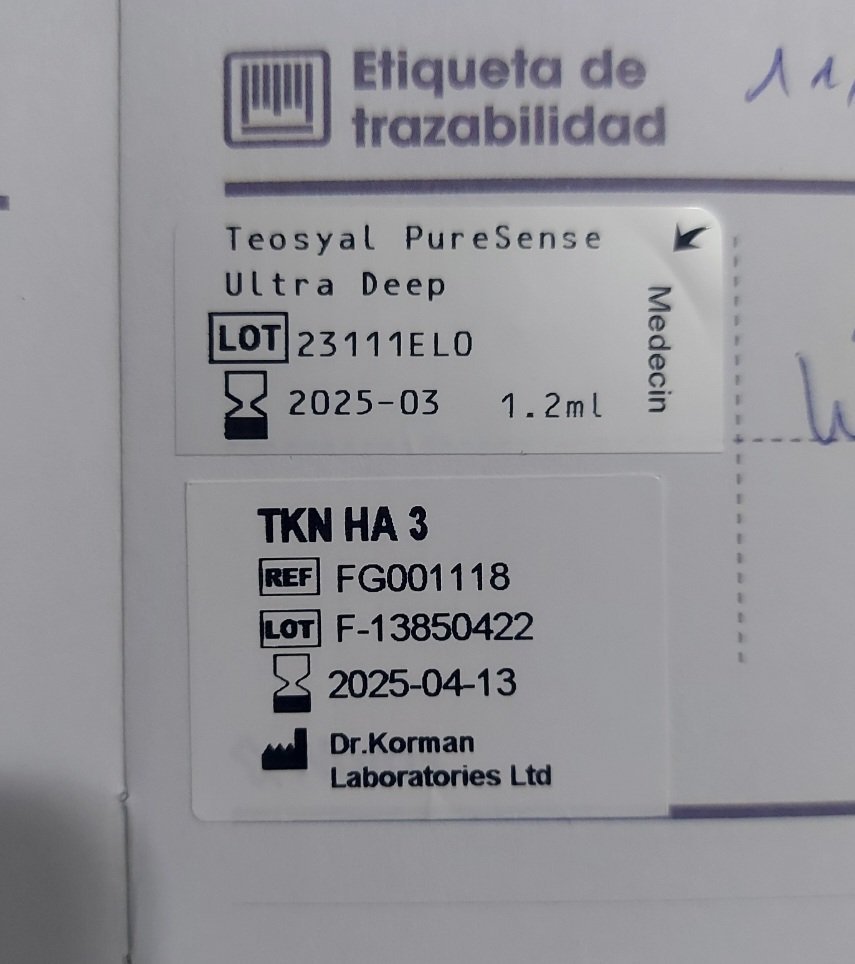 Etiqueta de
trazabilidad
Teosyal PureSense
Ultra Deep
Medecin
LOT 23111EL0
2025-03 1.2ml
TKN HA 3
REF FG001118
LOT F-13850422
2025-04-13
Dr.Korman
Laboratories Ltd